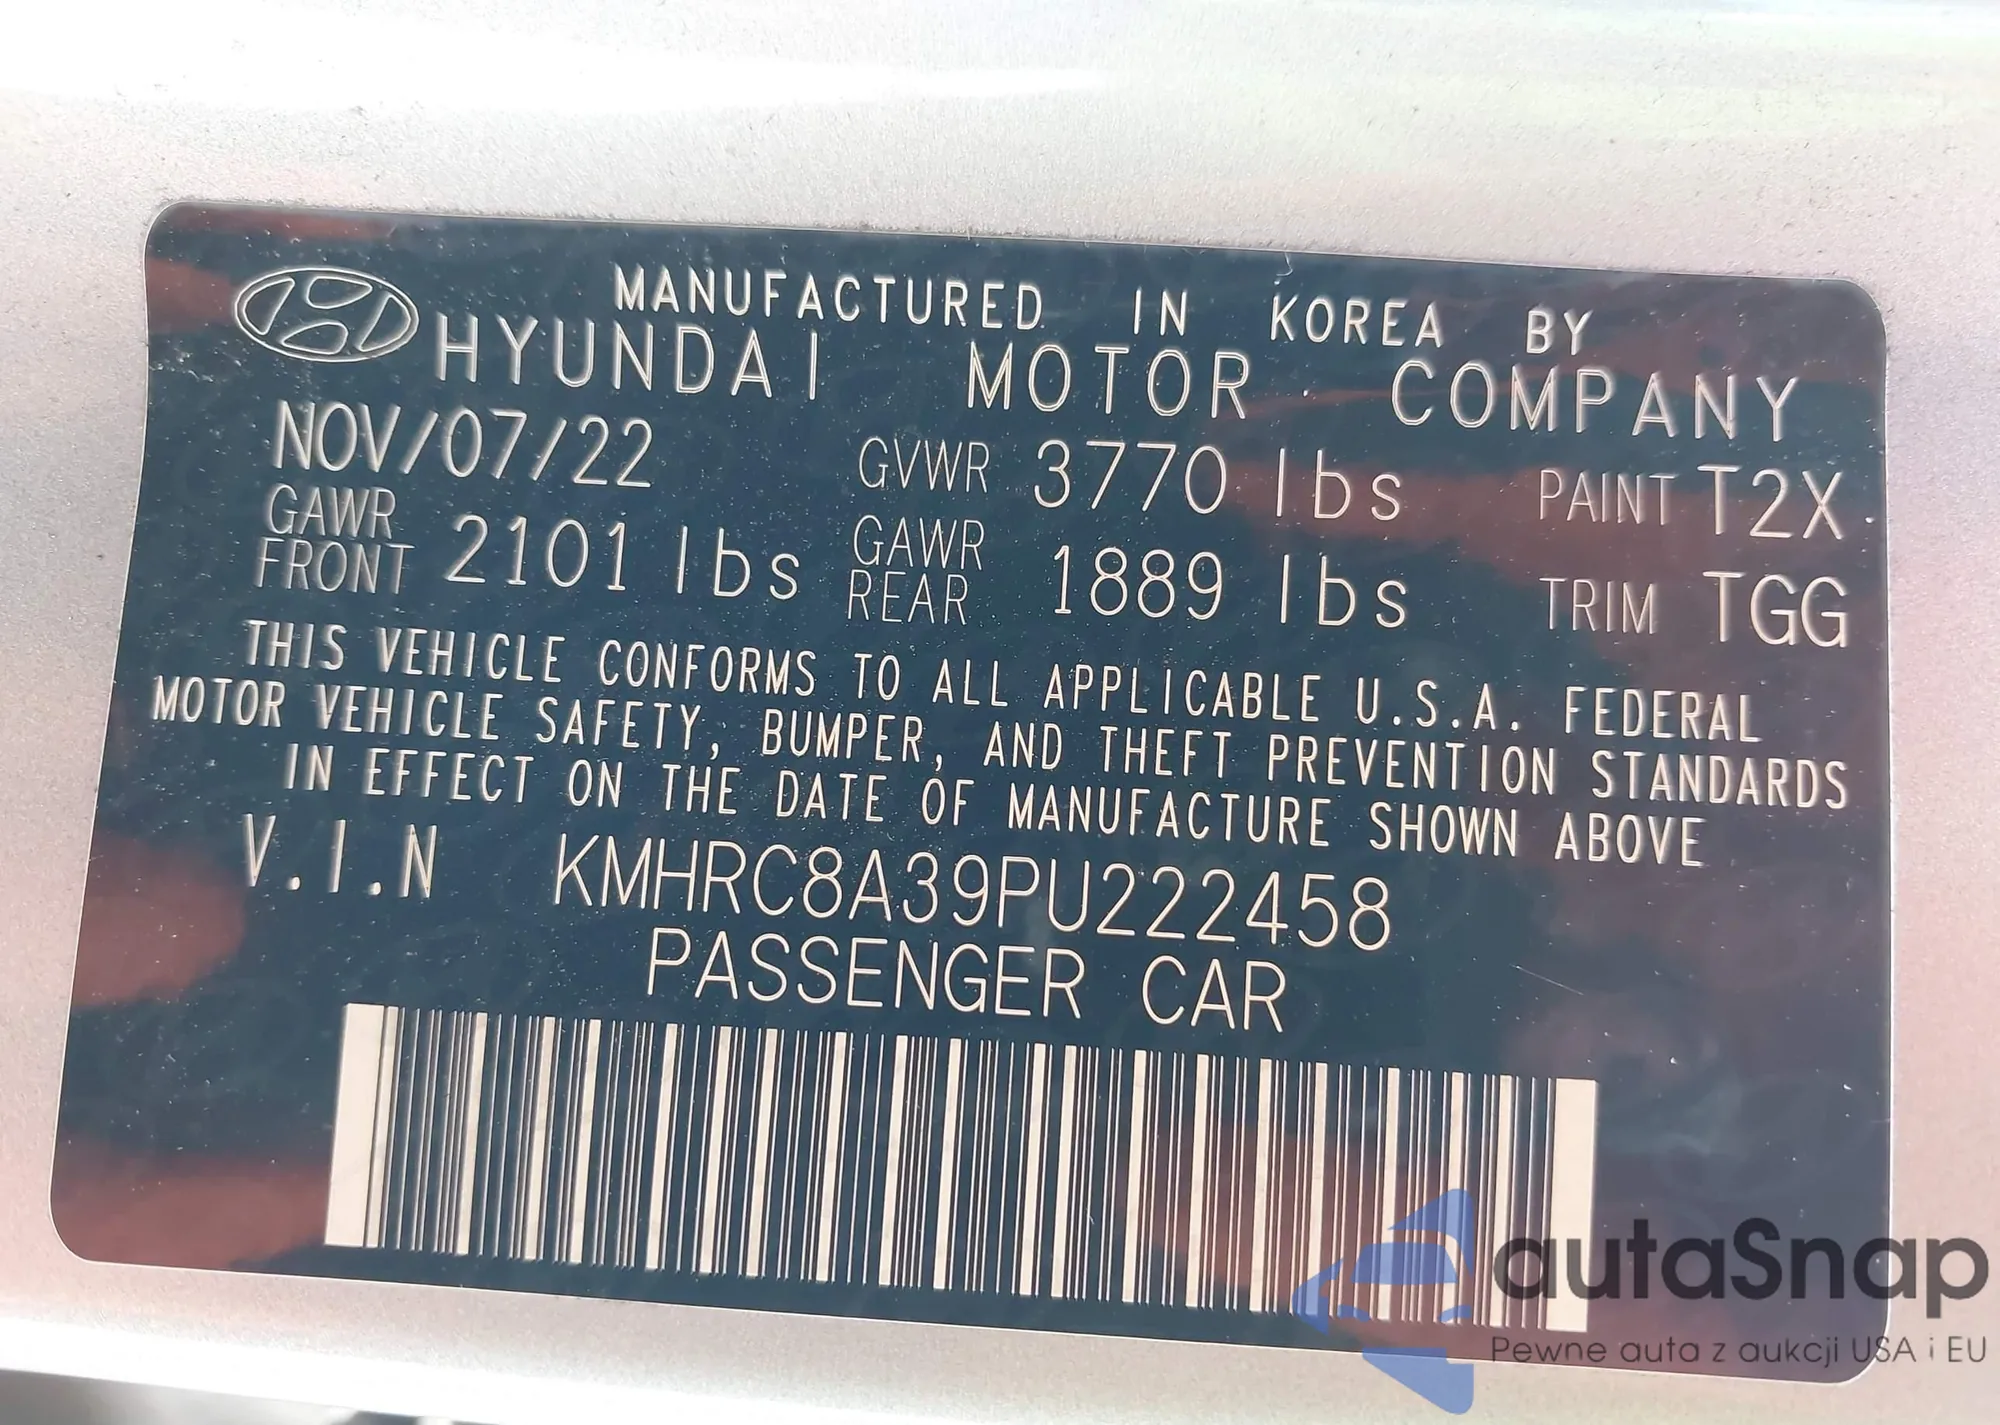 MANUFACTURED IN KOREA BY
HYUNDAI MOTOR COMPANY
NOV/07/22 GVWR 3770 lbs PAINT T2X
GAWR FRONT 2101 lbs GAWR REAR 1889 lbs TRIM TGG
THIS VEHICLE CONFORMS TO ALL APPLICABLE U.S.A. FEDERAL
MOTOR VEHICLE SAFETY, BUMPER, AND THEFT PREVENTION STANDARDS
IN EFFECT ON THE DATE OF MANUFACTURE SHOWN ABOVE
V.I.N KMHRC8A39PU222458
PASSENGER CAR
autaSnap
Pewne auta z aukcji USA i EU